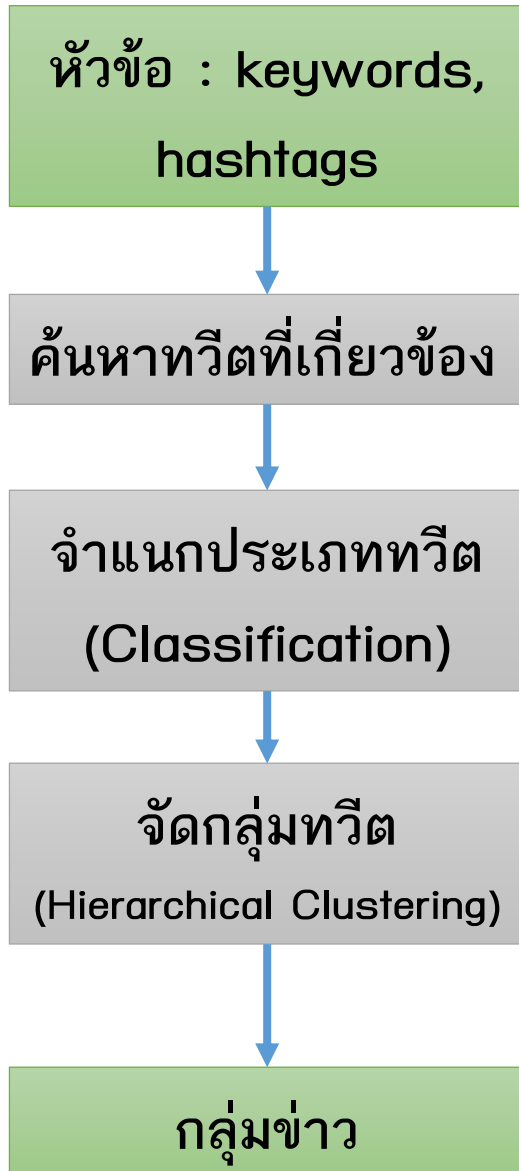 หัวข้อ : keywords,
hashtags
ค้นหาทวีตที่เกี่ยวข้อง
จำแนกประเภททวีต
(Classification)
จัดกลุ่มทวีต
(Hierarchical Clustering)
กลุ่มข่าว